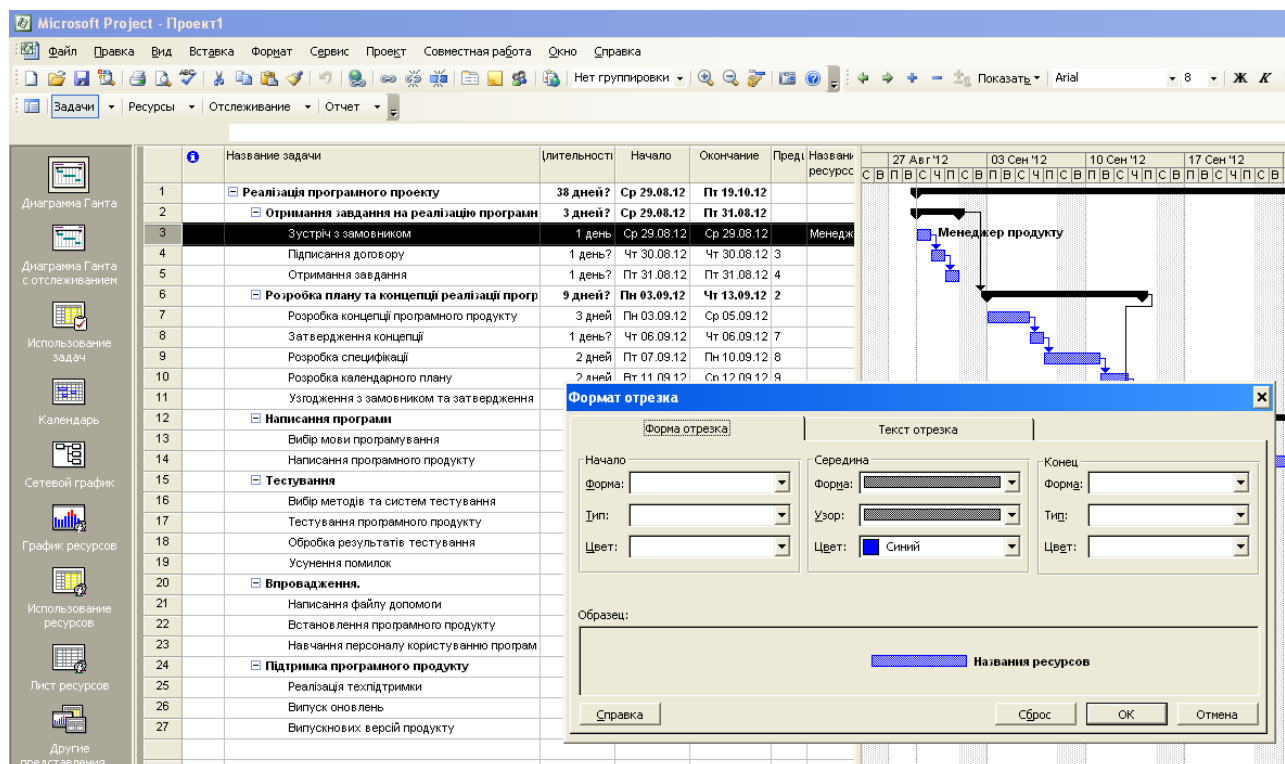 Microsoft Project - Проект1
Файл Правка Вид Вставка Формат Сервис Проект Совместная работа Окно Справка
Нет группировки Показать Arial 8 Ж К
Задачи Ресурсы Отслеживание Отчет
Название задачи Начало Окончание Назван
ресурсс
27 Авг '12 03 Сен '12 10 Сен '12 17 Сен '12
С В П В С Ч П С В П В С Ч П С В П В С Ч П С В П В С Ч П С В
1 Реалізація програмного проекту 38 дней? Ср 29.08.12 Пт 19.10.12
2 Отримання завдання на реалізацію програмн 3 дней? Ср 29.08.12 Пт 31.08.12
3 Зустріч з замовником 1 день Ср 29.08.12 Ср 29.08.12 Менедж
Менеджер продукту
4 Підписання договору 1 день? Чт 30.08.12 Чт 30.08.12 3
5 Отримання завдання 1 день? Пт 31.08.12 Пт 31.08.12 4
6 Розробка плану та концепції реалізації прогр 9 дней? Пн 03.09.12 Чт 13.09.12 2
7 Розробка концепції програмного продукту 3 дней Пн 03.09.12 Ср 05.09.12
8 Затвердження концепції 1 день? Чт 06.09.12 Чт 06.09.12 7
9 Розробка специфікації 2 дней Пт 07.09.12 Пн 10.09.12 8
10 Розробка календарного плану 2 дней Вт 11.09.12 Ср 12.09.12 9
11 Узгодження з замовником та затвердження
12 Написання програми
13 Вибір мови програмування
14 Написання програмного продукту
15 Тестування
16 Вибір методів та систем тестування
17 Тестування програмного продукту
18 Обробка результатів тестування
19 Усунення помилок
20 Впровадження.
21 Написання файлу допомоги
22 Встановлення програмного продукту
23 Навчання персоналу користуванню програм
24 Підтримка програмного продукту
25 Реалізація техпідтримки
26 Випуск оновлень
27 Випускнових версій продукту
Диаграмма Ганта
Диаграмма Ганта
с отслеживанием
Использование
задач
Календарь
Сетевой график
График ресурсов
Использование
ресурсов
Лист ресурсов
Другие
представления
Формат отрезка
Форма отрезка Текст отрезка
Начало Середина Конец
Форма: Форма: Форма:
Тип: Узор: Тип:
Цвет: Цвет: Синий Цвет:
Образец:
Названия ресурсов
Справка Сброс ОК Отмена